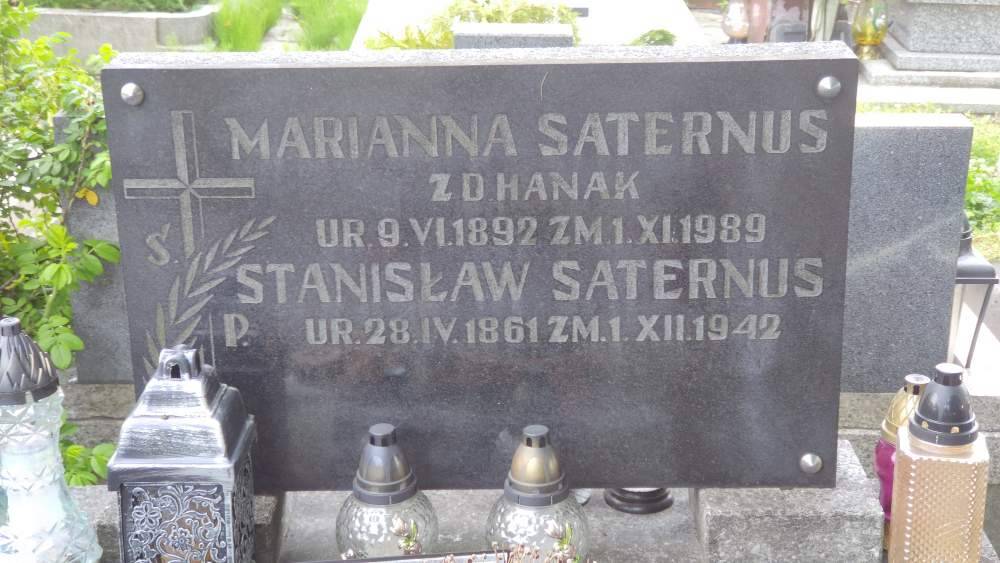 MARIANNA SATERNUS
Z D HANAK
UR. 9. VI. 1892 ZM. 1. XI. 1989
Ś.
STANISŁAW SATERNUS
P. UR. 28. IV. 1861 ZM. 1. XII. 1942